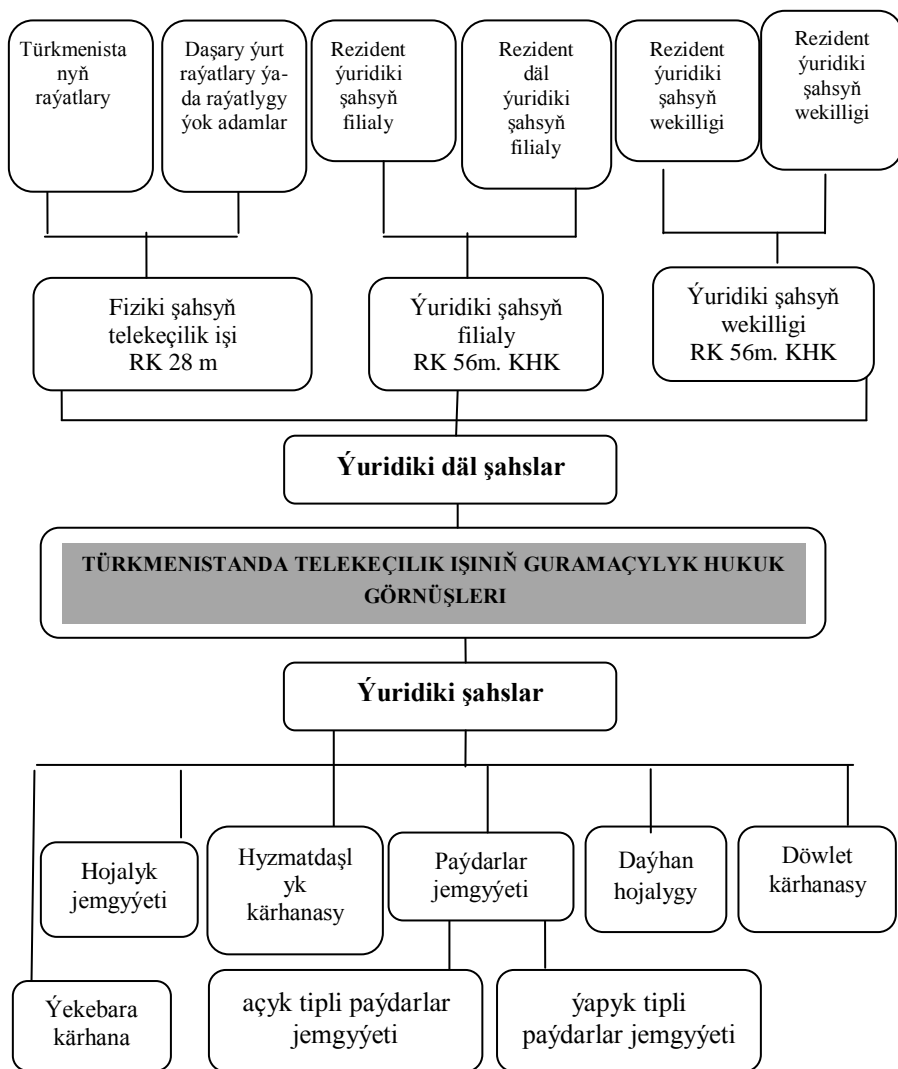 Türkmenista
nyň
raýatlary
Daşary ýurt
raýatlary ýa-
da raýatlygy
ýok adamlar
Rezident
ýuridiki
şahsyň
filialy
Rezident
däl
ýuridiki
şahsyň
filialy
Rezident
ýuridiki
şahsyň
wekilligi
Rezident
ýuridiki
şahsyň
wekilligi
Fiziki şahsyň
telekeçilik işi
RK 28 m
Ýuridiki şahsyň
filialy
RK 56m. KHK
Ýuridiki şahsyň
wekilligi
RK 56m. KHK
Ýuridiki däl şahslar
TÜRKMENISTANDA TELEKEÇILIK IŞINIŇ GURAMAÇYLYK HUKUK
GÖRNÜŞLERI
Ýuridiki şahslar
Hojalyk
jemgyýeti
Hyzmatdaşl
yk
kärhanasy
Paýdarlar
jemgyýeti
Daýhan
hojalygy
Döwlet
kärhanasy
Ýekebara
kärhana
açyk tipli paýdarlar
jemgyýeti
ýapyk tipli
paýdarlar jemgyýeti